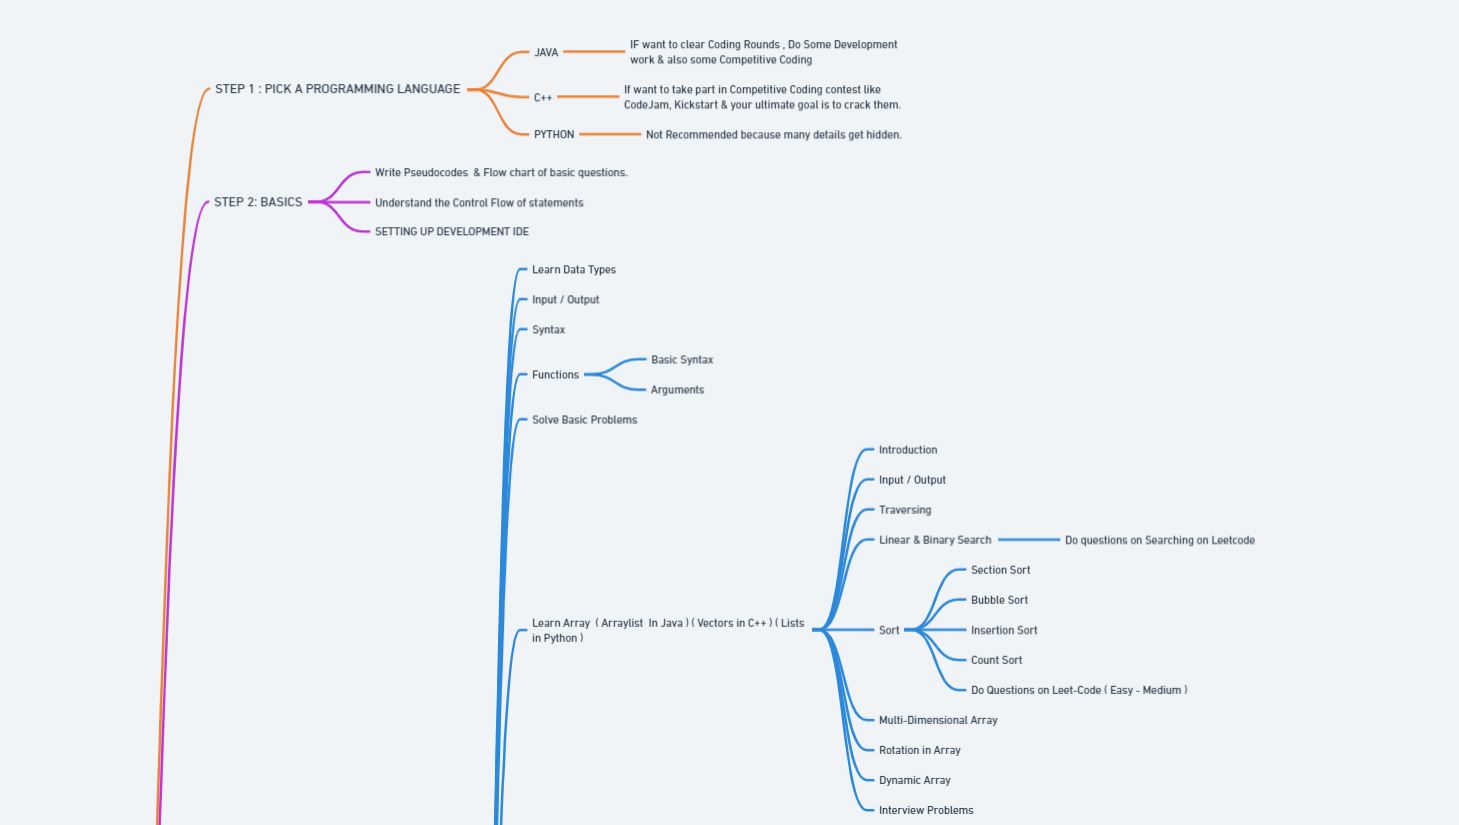 STEP 1 : PICK A PROGRAMMING LANGUAGE
JAVA
IF want to clear Coding Rounds , Do Some Development
work & also some Competitive Coding
C++
If want to take part in Competitive Coding contest like
CodeJam, Kickstart & your ultimate goal is to crack them.
PYTHON
Not Recommended because many details get hidden.
STEP 2: BASICS
Write Pseudocodes & Flow chart of basic questions.
Understand the Control Flow of statements
SETTING UP DEVELOPMENT IDE
Learn Data Types
Input / Output
Syntax
Functions
Basic Syntax
Arguments
Solve Basic Problems
Learn Array ( Arraylist In Java ) ( Vectors in C++ ) ( Lists
in Python )
Introduction
Input / Output
Traversing
Linear & Binary Search
Do questions on Searching on Leetcode
Sort
Section Sort
Bubble Sort
Insertion Sort
Count Sort
Do Questions on Leet-Code ( Easy - Medium )
Multi-Dimensional Array
Rotation in Array
Dynamic Array
Interview Problems